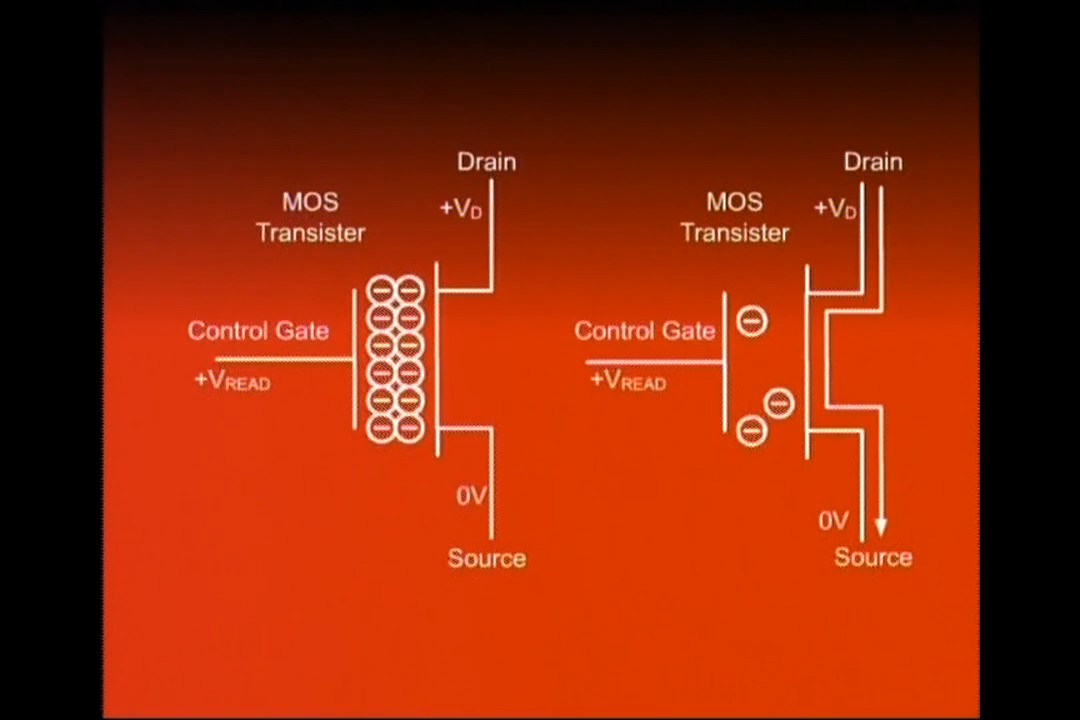 Drain
MOS
Transister
+VD
Control Gate
+VREAD
0V
Source
Drain
MOS
Transister
+VD
Control Gate
+VREAD
0V
Source